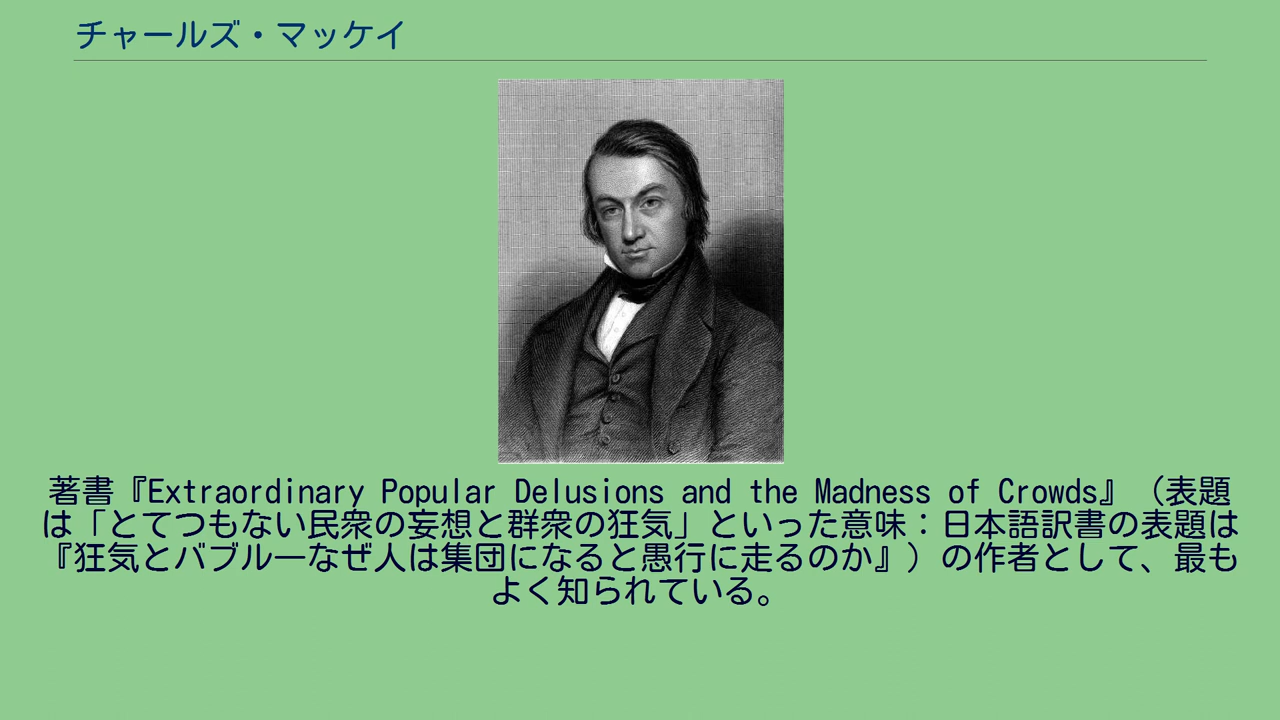 チャールズ・マッケイ
著書『Extraordinary Popular Delusions and the Madness of Crowds』（表題
は「とてつもない民衆の妄想と群衆の狂気」といった意味：日本語訳書の表題は
『狂気とバブル―なぜ人は集団になると愚行に走るのか』）の作者として、最も
よく知られている。